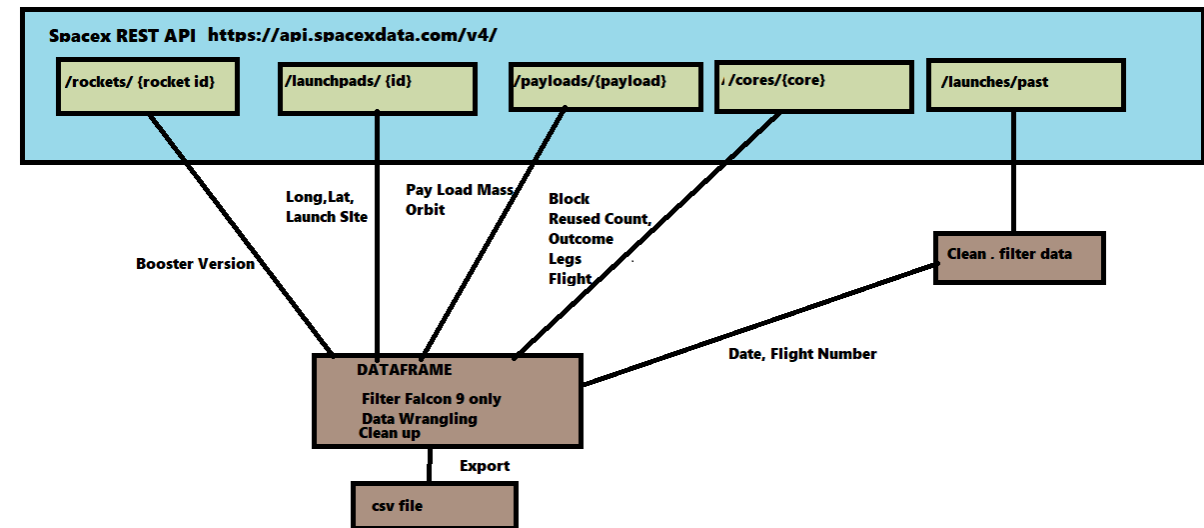 Spacex REST API https://api.spacexdata.com/v4/
/rockets/ {rocket id}
/launchpads/ {id}
/payloads/{payload}
/cores/{core}
/launches/past
Long,Lat,
Launch SIte
Pay Load Mass
Orbit
Block
Reused Count,
Outcome
Legs
Flight
Booster Version
Clean . filter data
Date, Flight Number
DATAFRAME
Filter Falcon 9 only
Data Wrangling
Clean up
Export
csv file